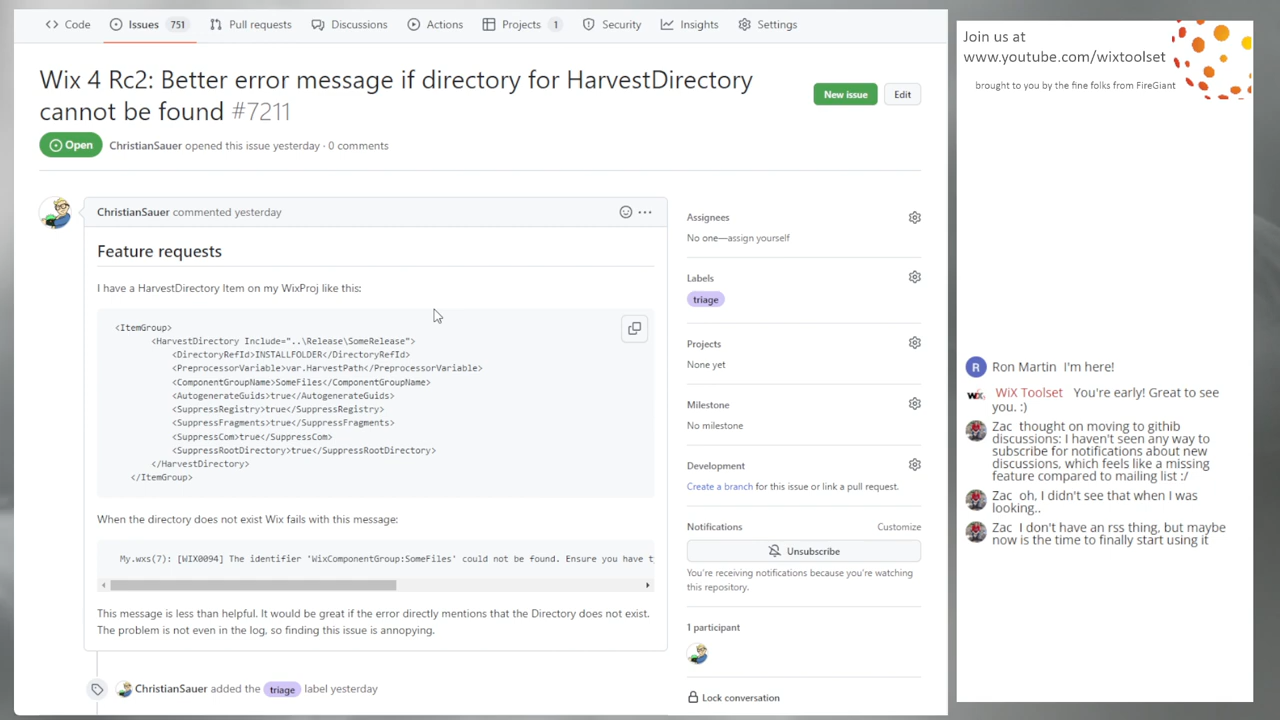 Code
Issues 751
Pull requests
Discussions
Actions
Projects 1
Security
Insights
Settings
Wix 4 Rc2: Better error message if directory for HarvestDirectory
cannot be found #7211
New issue
Edit
Open
ChristianSauer opened this issue yesterday · 0 comments
ChristianSauer commented yesterday
Feature requests
I have a HarvestDirectory Item on my WixProj like this:
<ItemGroup>
<HarvestDirectory Include="..\Release\SomeRelease">
<DirectoryRefId>INSTALLFOLDER</DirectoryRefId>
<PreprocessorVariable>var.HarvestPath</PreprocessorVariable>
<ComponentGroupName>SomeFiles</ComponentGroupName>
<AutogenerateGuids>true</AutogenerateGuids>
<SuppressRegistry>true</SuppressRegistry>
<SuppressFragments>true</SuppressFragments>
<SuppressCom>true</SuppressCom>
<SuppressRootDirectory>true</SuppressRootDirectory>
</HarvestDirectory>
</ItemGroup>
When the directory does not exist Wix fails with this message:
My.wxs(7): [WIX0094] The identifier 'WixComponentGroup:SomeFiles' could not be found. Ensure you have t
This message is less than helpful. It would be great if the error directly mentions that the Directory does not exist.
The problem is not even in the log, so finding this issue is annopying.
ChristianSauer added the triage label yesterday
Assignees
No one—assign yourself
Labels
triage
Projects
None yet
Milestone
No milestone
Development
Create a branch for this issue or link a pull request.
Notifications
Customize
Unsubscribe
You're receiving notifications because you're watching
this repository.
1 participant
Lock conversation
Join us at
www.youtube.com/wixtoolset
brought to you by the fine folks from FireGiant
R Ron Martin I'm here!
WiX WiX Toolset You're early! Great to see
you. :)
Zac thought on moving to githib
discussions: I haven't seen any way to
subscribe for notifications about new
discussions, which feels like a missing
feature compared to mailing list :/
Zac oh, I didn't see that when I was
looking..
Zac I don't have an rss thing, but maybe
now is the time to finally start using it